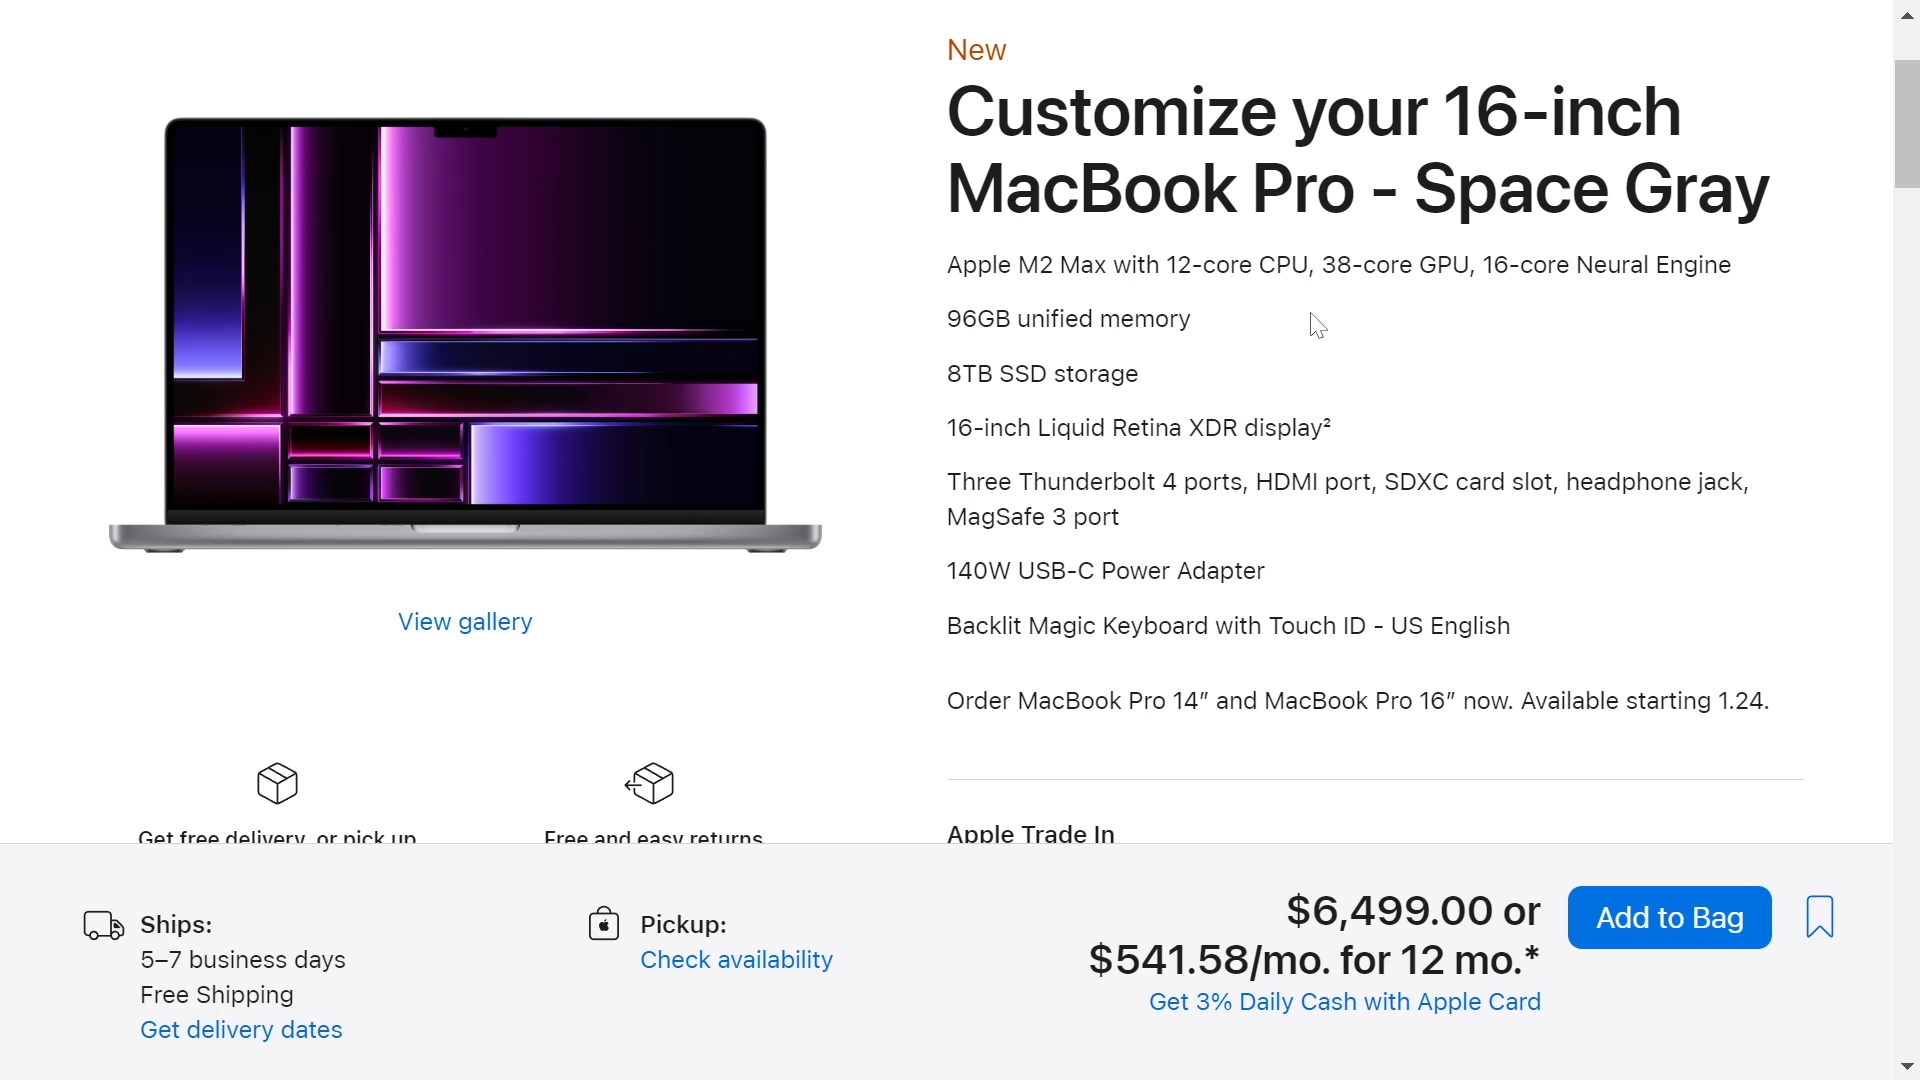 New
Customize your 16-inch
MacBook Pro - Space Gray
Apple M2 Max with 12-core CPU, 38-core GPU, 16-core Neural Engine
96GB unified memory
8TB SSD storage
16-inch Liquid Retina XDR display²
Three Thunderbolt 4 ports, HDMI port, SDXC card slot, headphone jack,
MagSafe 3 port
140W USB-C Power Adapter
Backlit Magic Keyboard with Touch ID - US English
Order MacBook Pro 14” and MacBook Pro 16” now. Available starting 1.24.
View gallery
Get free delivery, or pick up
Free and easy returns
Apple Trade In
Ships:
5–7 business days
Free Shipping
Get delivery dates
Pickup:
Check availability
$6,499.00 or
$541.58/mo. for 12 mo.*
Get 3% Daily Cash with Apple Card
Add to Bag